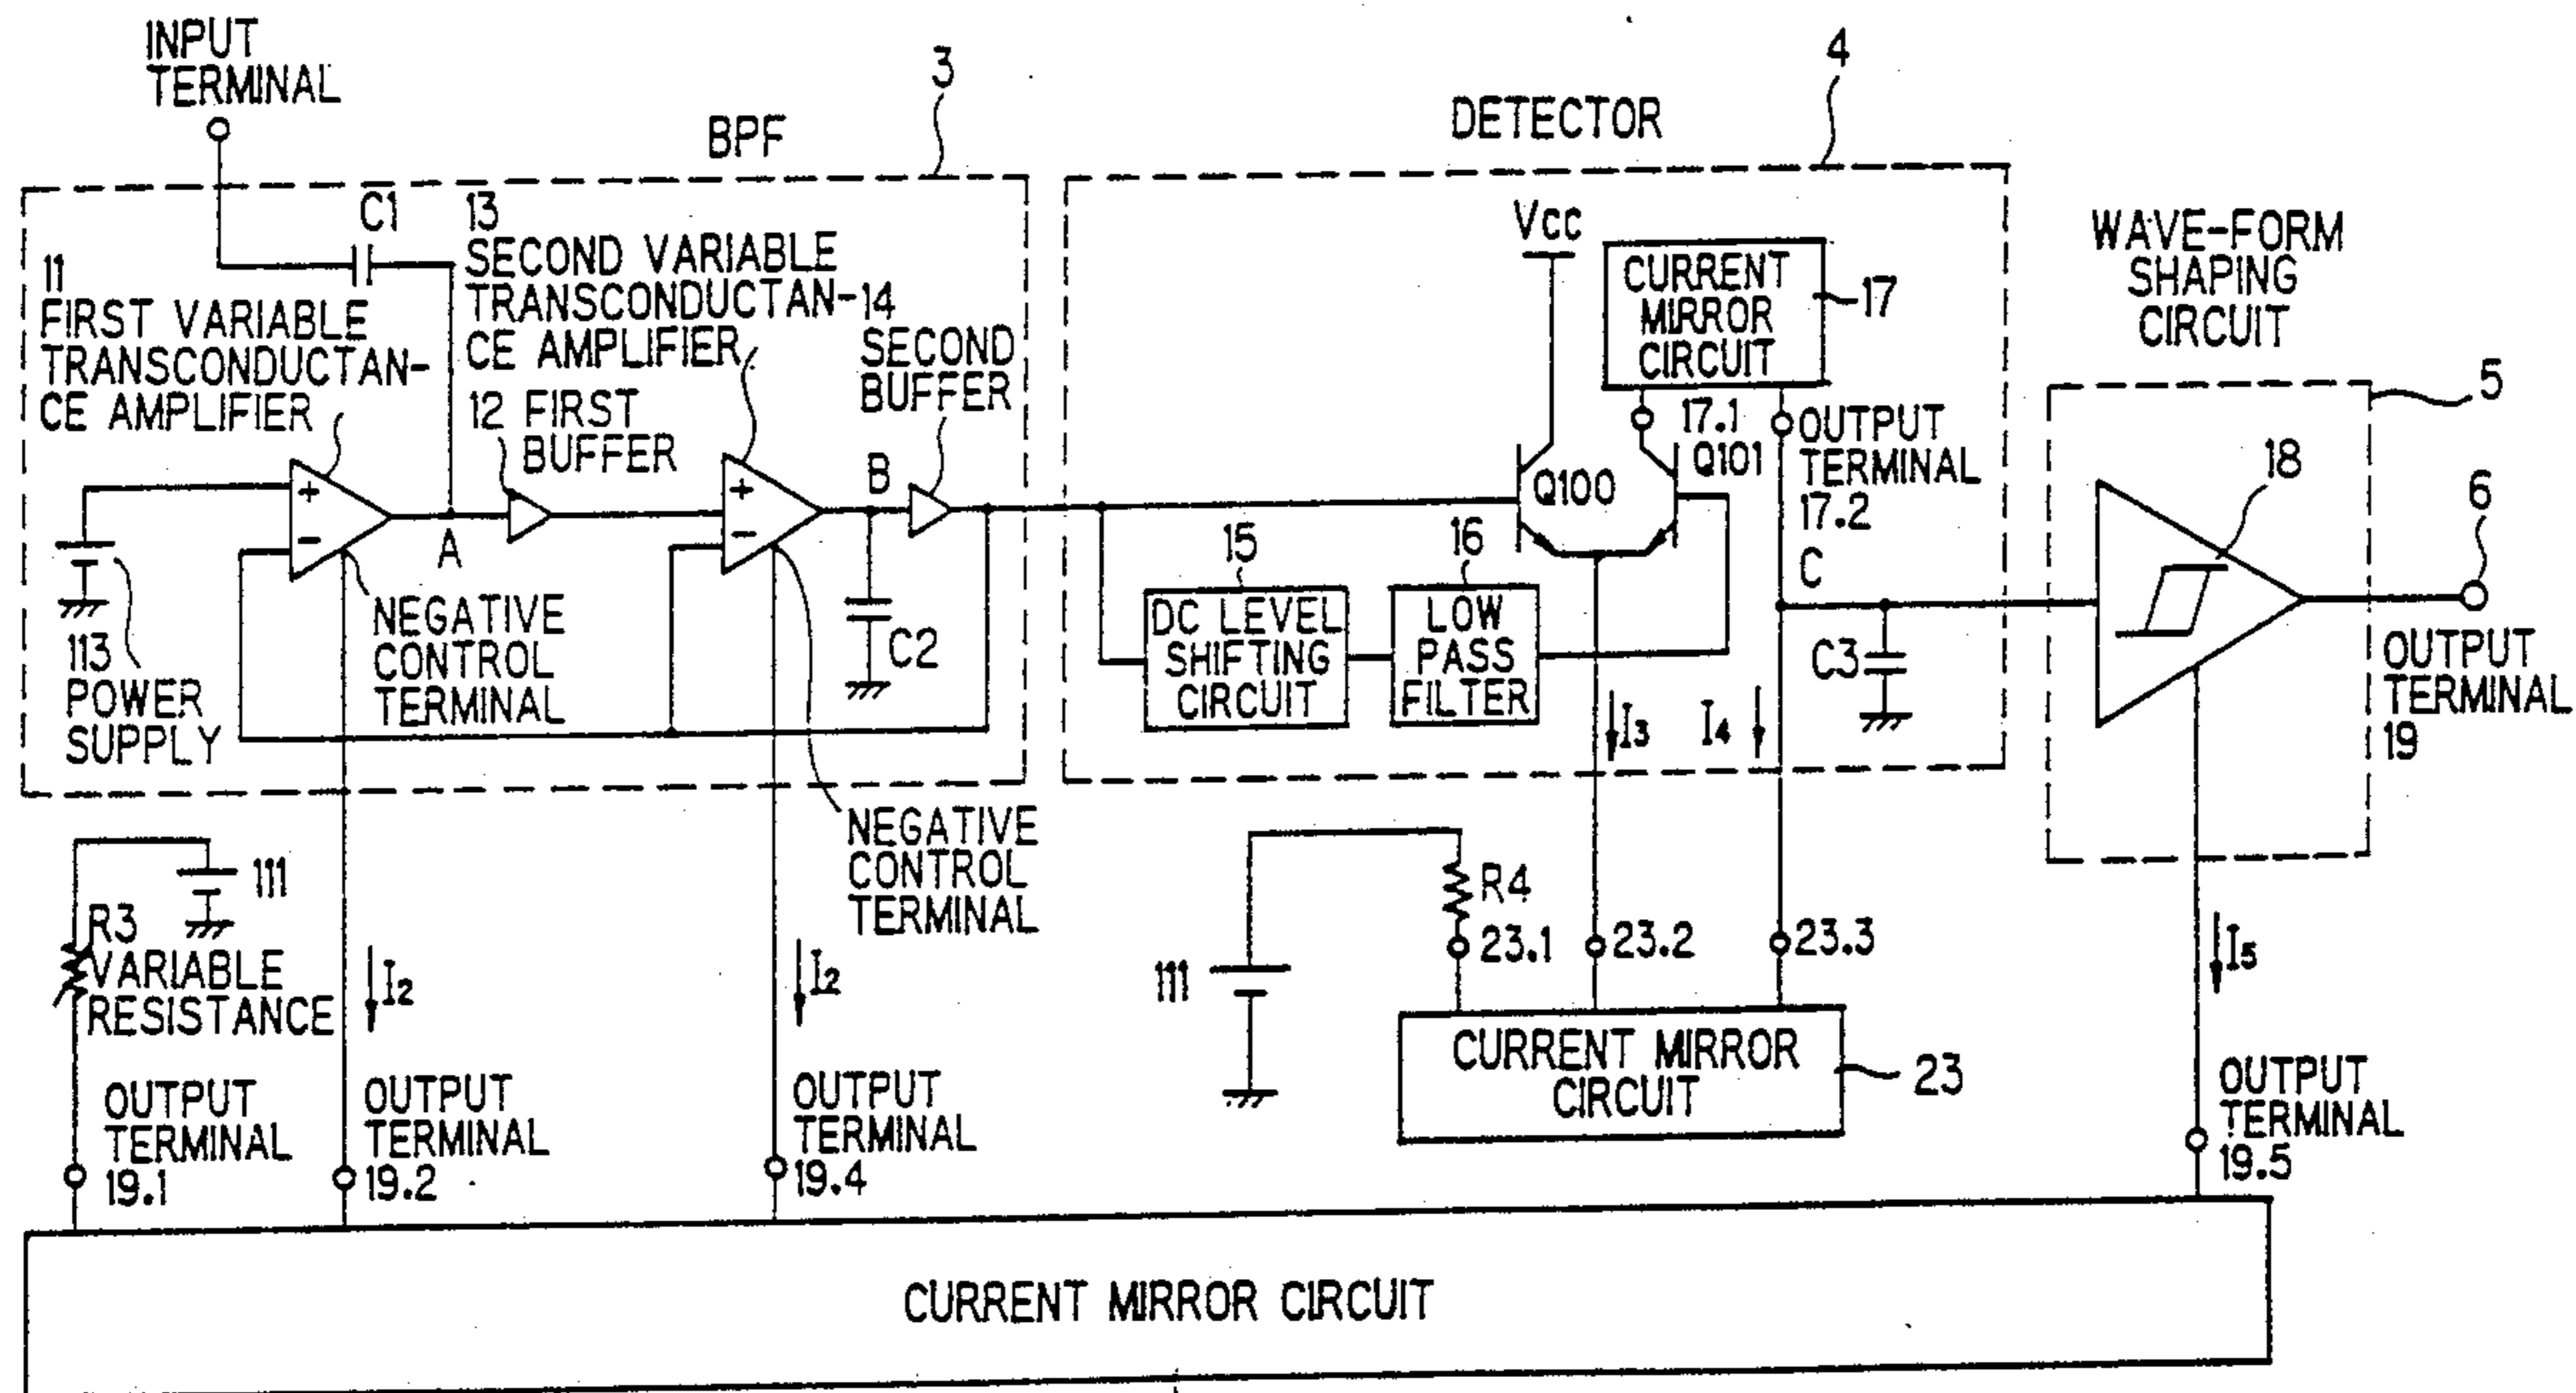 INPUT
TERMINAL
BPF
3
DETECTOR
4
C1
13
SECOND VARIABLE
TRANSCONDUCTAN-
CE AMPLIFIER
14
SECOND
BUFFER
11
FIRST VARIABLE
TRANSCONDUCTAN-
CE AMPLIFIER
12 FIRST
BUFFER
+
-
A
+
-
B
C2
113
POWER
SUPPLY
NEGATIVE
CONTROL
TERMINAL
NEGATIVE
CONTROL
TERMINAL
Vcc
CURRENT
MIRROR
CIRCUIT
17
17.1
Q101
Q100
OUTPUT
TERMINAL
17.2
C
15
DC LEVEL
SHIFTING
CIRCUIT
16
LOW
PASS
FILTER
I3
I4
C3
WAVE-FORM
SHAPING
CIRCUIT
5
18
6
OUTPUT
TERMINAL
19
111
R3
VARIABLE
RESISTANCE
I2
I2
111
R4
23.1
23.2
23.3
CURRENT MIRROR
CIRCUIT
23
I5
OUTPUT
TERMINAL
19.1
OUTPUT
TERMINAL
19.2
OUTPUT
TERMINAL
19.4
OUTPUT
TERMINAL
19.5
CURRENT MIRROR CIRCUIT